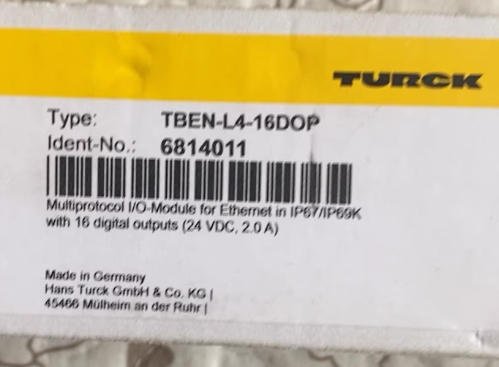 TURCK
Type: TBEN-L4-16DOP
Ident-No.: 6814011
Multiprotocol I/O-Module for Ethernet in IP67/IP69K
with 16 digital outputs (24 VDC, 2.0 A)
Made in Germany
Hans Turck GmbH & Co. KG |
45466 Mülheim an der Ruhr |